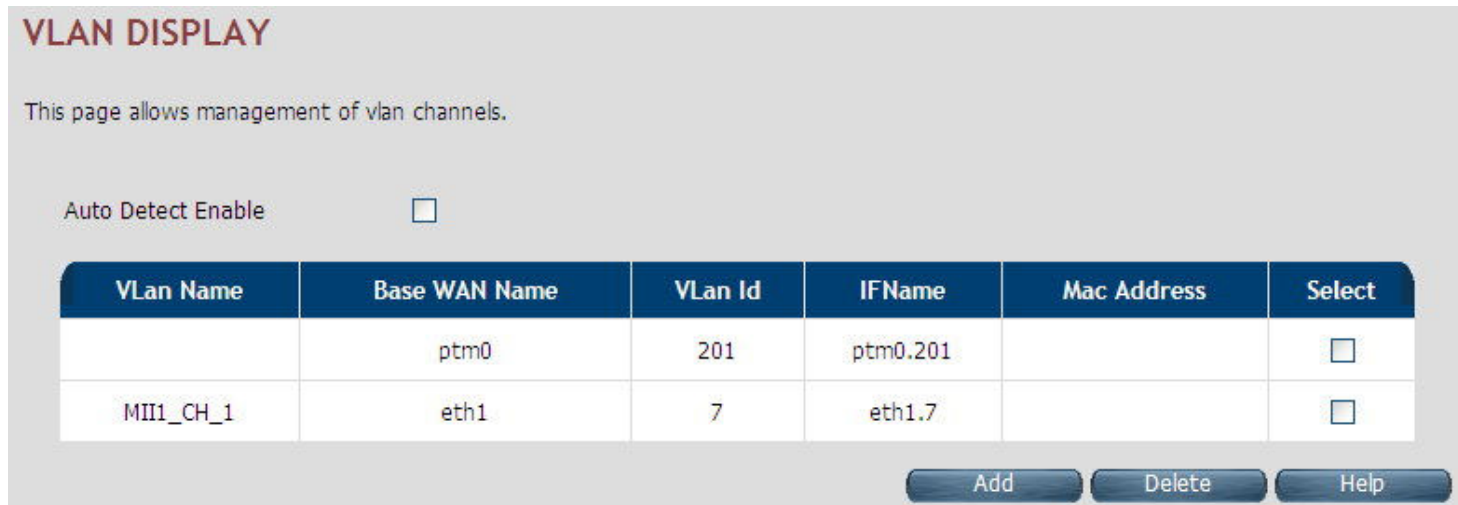 VLAN DISPLAY
This page allows management of vlan channels.
Auto Detect Enable
VLan Name Base WAN Name VLan Id IFName Mac Address Select
ptm0 201 ptm0.201
MII1_CH_1 eth1 7 eth1.7
Add Delete Help